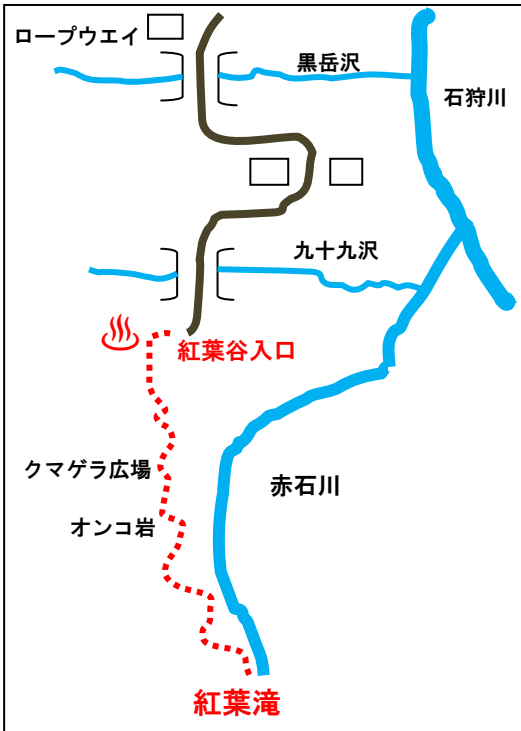 ロープウエイ
黒岳沢
石狩川
九十九沢
紅葉谷入口
クマゲラ広場
赤石川
オンコ岩
紅葉滝